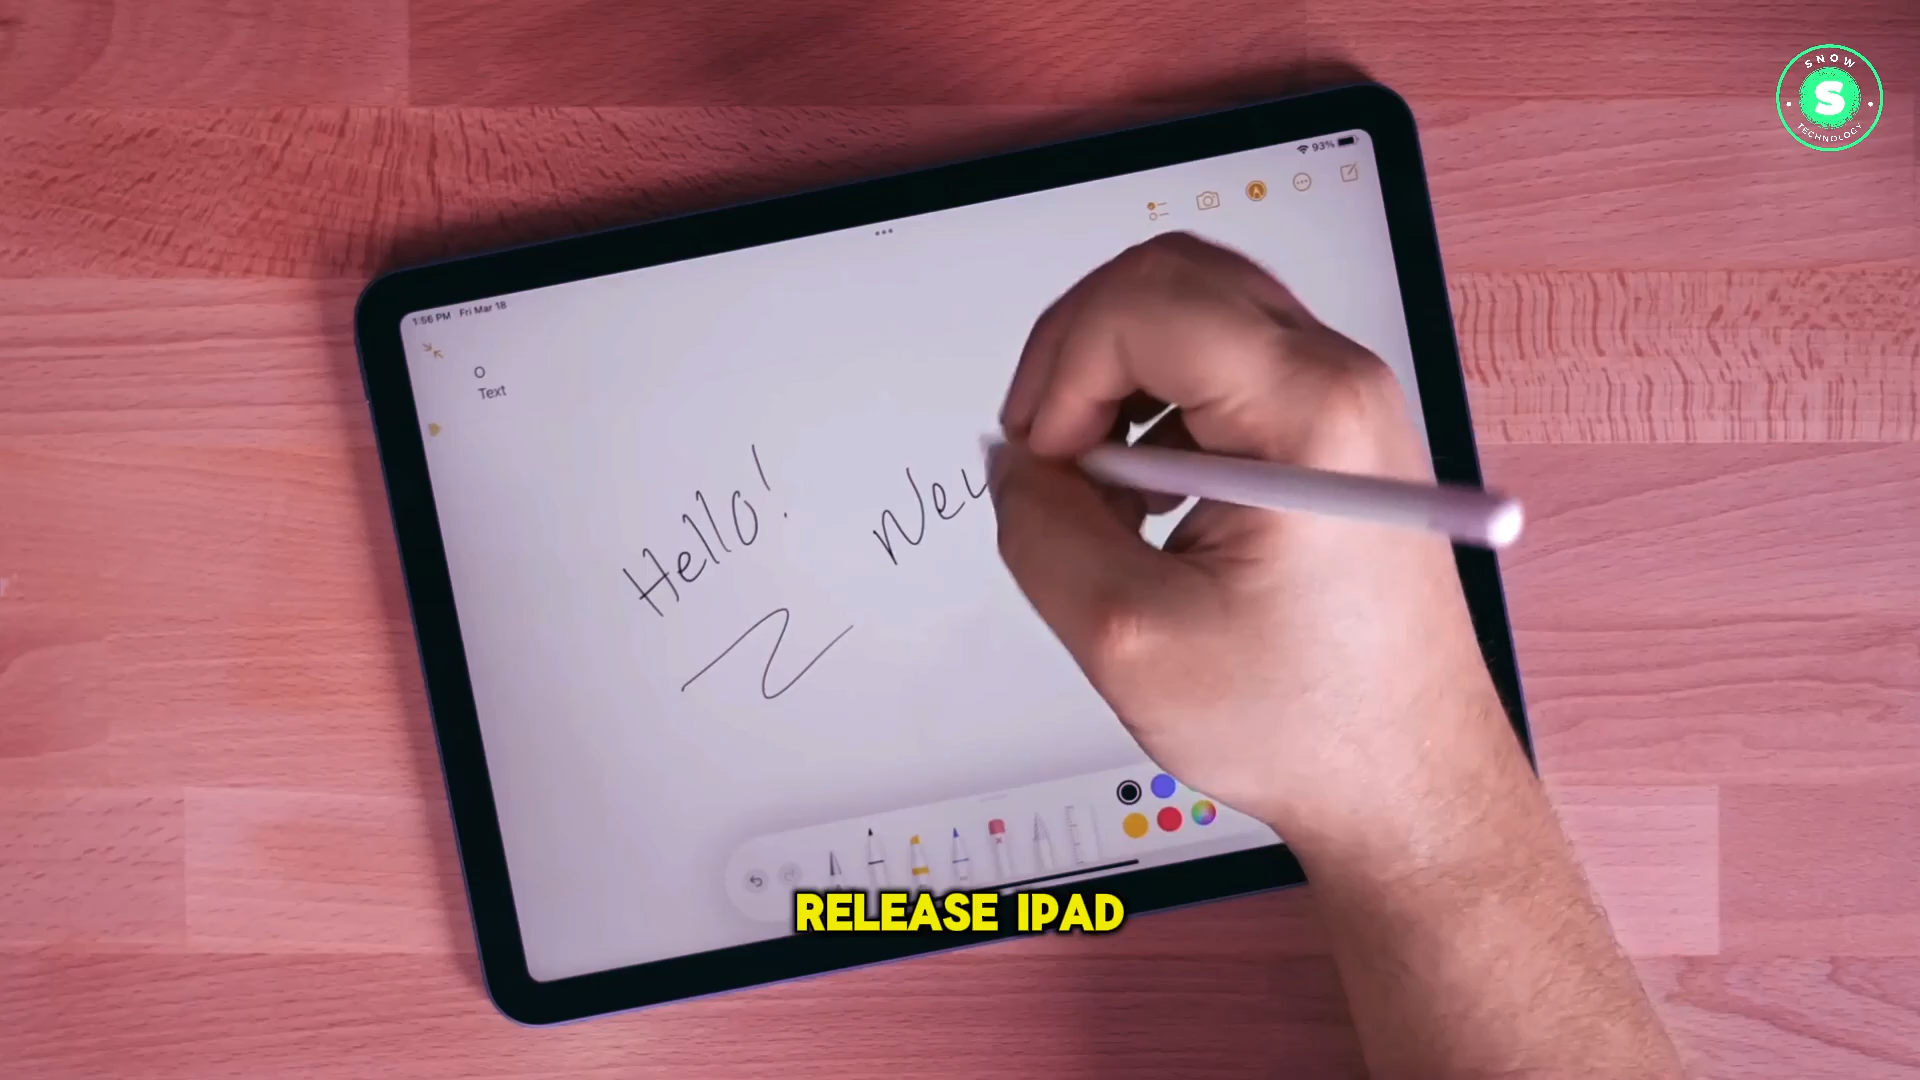 SNOW
S
TECHNOLOGY
93%
1:56 PM Fri Mar 18
O
Text
Hello!
RELEASE IPAD